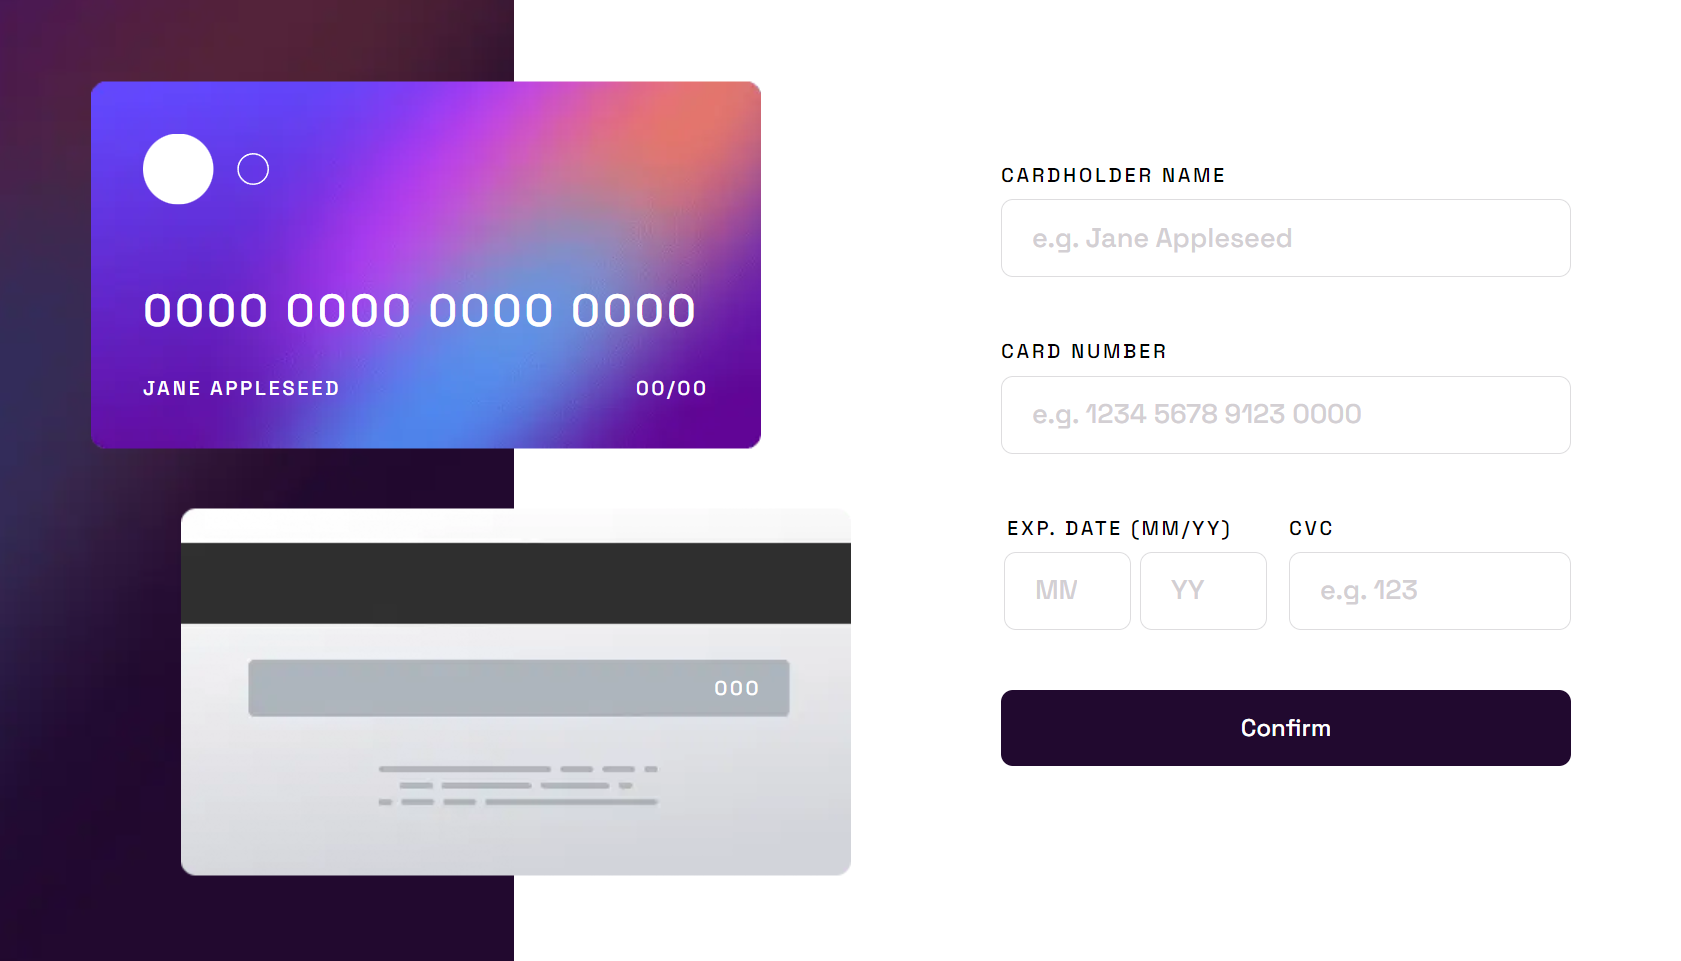 0000 0000 0000 0000
JANE APPLESEED 00/00
000
CARDHOLDER NAME
e.g. Jane Appleseed
CARD NUMBER
e.g. 1234 5678 9123 0000
EXP. DATE (MM/YY) CVC
MM YY e.g. 123
Confirm